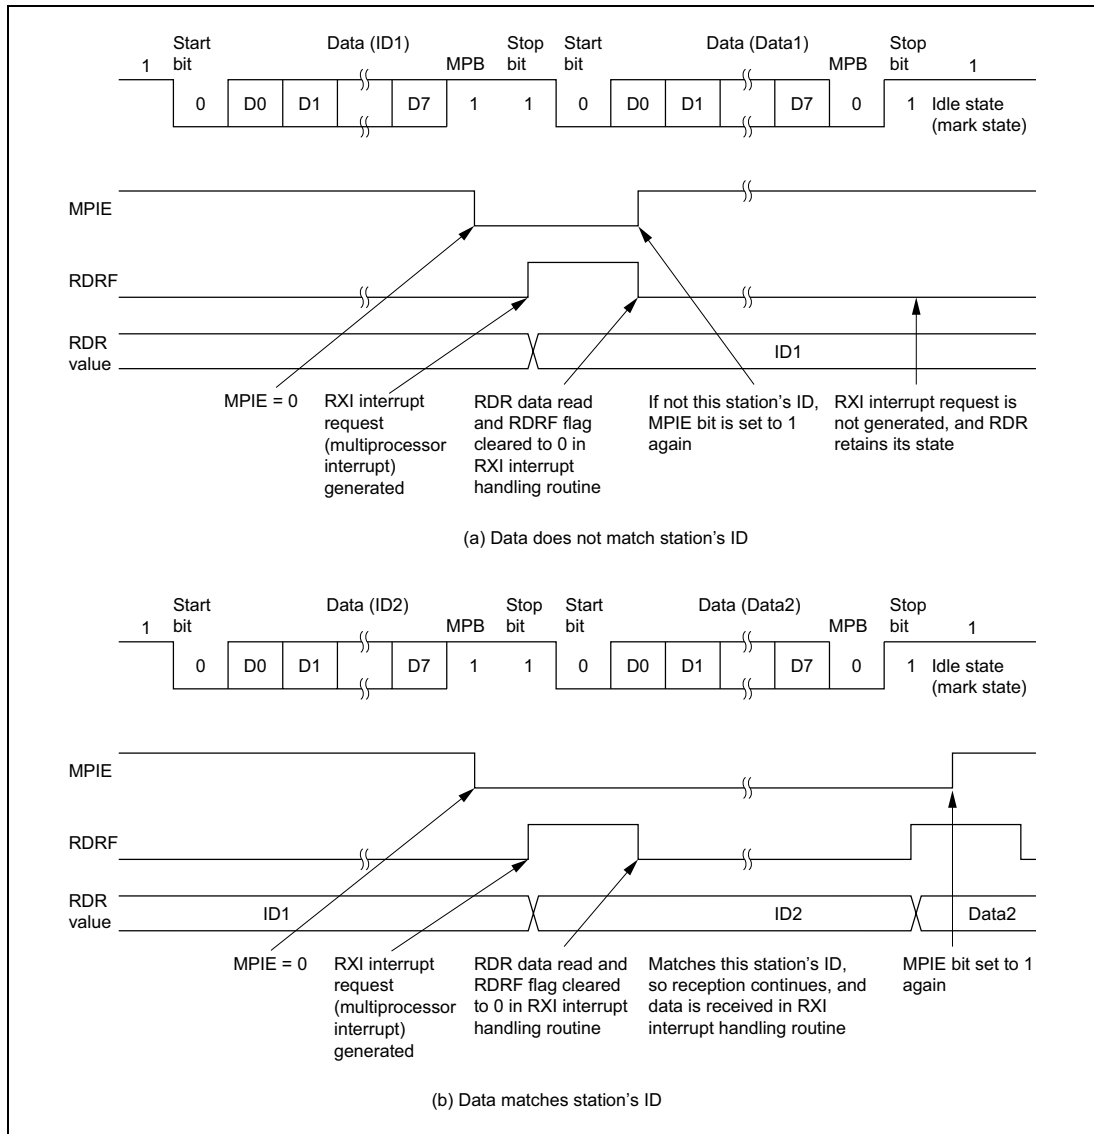 Start bit
Data (ID1)
MPB
Stop bit
Start bit
Data (Data1)
MPB
Stop bit
1
1
0
D0
D1
D7
1
1
0
D0
D1
D7
0
1
Idle state
(mark state)
MPIE
RDRF
RDR
value
ID1
MPIE = 0
RXI interrupt
request
(multiprocessor
interrupt)
generated
RDR data read
and RDRF flag
cleared to 0 in
RXI interrupt
handling routine
If not this station's ID,
MPIE bit is set to 1
again
RXI interrupt request is
not generated, and RDR
retains its state
(a) Data does not match station's ID
Start bit
Data (ID2)
MPB
Stop bit
Start bit
Data (Data2)
MPB
Stop bit
1
1
0
D0
D1
D7
1
1
0
D0
D1
D7
0
1
Idle state
(mark state)
MPIE
RDRF
RDR
value
ID1
ID2
Data2
MPIE = 0
RXI interrupt
request
(multiprocessor
interrupt)
generated
RDR data read and
RDRF flag cleared
to 0 in RXI interrupt
handling routine
Matches this station's ID,
so reception continues, and
data is received in RXI
interrupt handling routine
MPIE bit set to 1
again
(b) Data matches station's ID